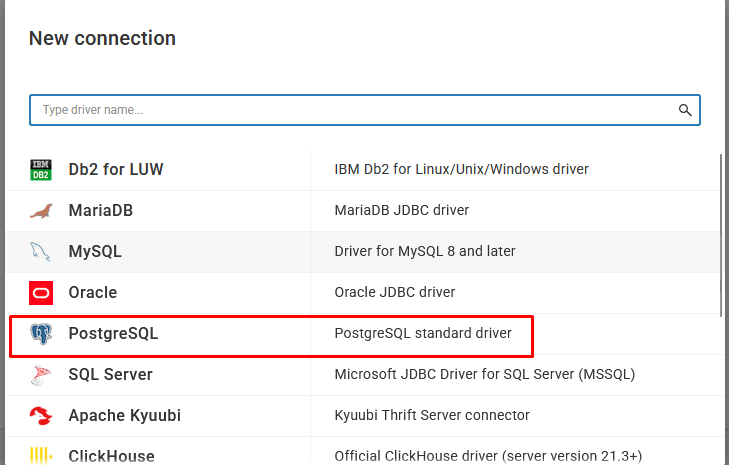 New connection
Type driver name...
IBM DB2
Db2 for LUW IBM Db2 for Linux/Unix/Windows driver
MariaDB MariaDB JDBC driver
MySQL Driver for MySQL 8 and later
Oracle Oracle JDBC driver
PostgreSQL PostgreSQL standard driver
SQL Server Microsoft JDBC Driver for SQL Server (MSSQL)
Apache Kyuubi Kyuubi Thrift Server connector
ClickHouse Official ClickHouse driver (server version 21.3+)